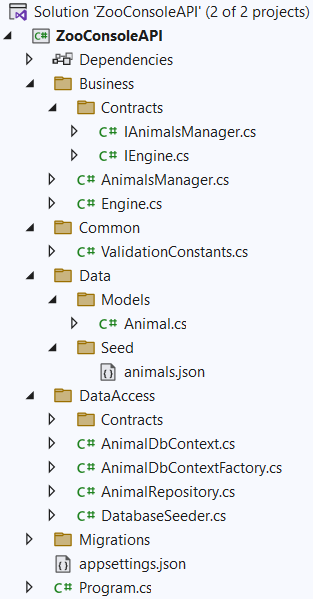 Solution 'ZooConsoleAPI' (2 of 2 projects)
C# ZooConsoleAPI
Dependencies
Business
Contracts
C# IAnimalsManager.cs
C# IEngine.cs
C# AnimalsManager.cs
C# Engine.cs
Common
C# ValidationConstants.cs
Data
Models
C# Animal.cs
Seed
animals.json
DataAccess
Contracts
C# AnimalDbContext.cs
C# AnimalDbContextFactory.cs
C# AnimalRepository.cs
C# DatabaseSeeder.cs
Migrations
appsettings.json
C# Program.cs